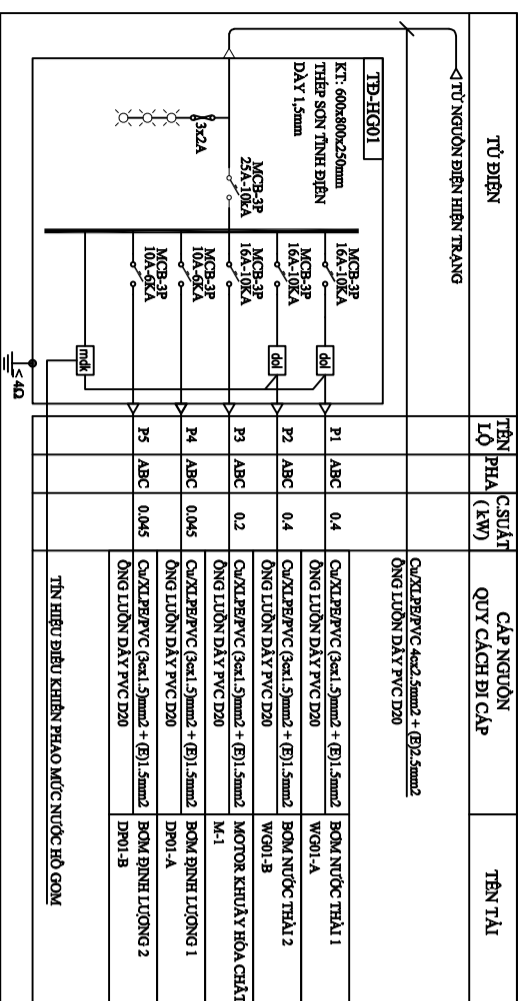 TỦ ĐIỆN
TÊN
LỘ
PHA
C.SUẤT
( kW)
CÁP NGUỒN
QUY CÁCH ĐI CÁP
TÊN TẢI
TỪ NGUỒN ĐIỆN HIỆN TRẠNG
Cu/XLPE/PVC 4cx2.5mm2 + (E)2.5mm2
ỐNG LUỒN DÂY PVC D20
TĐ-HG01
KT: 600x800x250mm
THÉP SƠN TĨNH ĐIỆN
DÀY 1,5mm
3x2A
MCB-3P
25A-10kA
MCB-3P
16A-10KA
dol
P1 ABC 0.4 Cu/XLPE/PVC (3cx1.5)mm2 + (E)1.5mm2 BƠM NƯỚC THẢI 1
ỐNG LUỒN DÂY PVC D20 WG01-A
MCB-3P
16A-10KA
dol
P2 ABC 0.4 Cu/XLPE/PVC (3cx1.5)mm2 + (E)1.5mm2 BƠM NƯỚC THẢI 2
ỐNG LUỒN DÂY PVC D20 WG01-B
MCB-3P
16A-10KA
P3 ABC 0.2 Cu/XLPE/PVC (3cx1.5)mm2 + (E)1.5mm2 MOTOR KHUẤY HÓA CHẤT
ỐNG LUỒN DÂY PVC D20 M-1
MCB-3P
10A-6KA
P4 ABC 0.045 Cu/XLPE/PVC (3cx1.5)mm2 + (E)1.5mm2 BƠM ĐỊNH LƯỢNG 1
ỐNG LUỒN DÂY PVC D20 DP01-A
MCB-3P
10A-6KA
P5 ABC 0.045 Cu/XLPE/PVC (3cx1.5)mm2 + (E)1.5mm2 BƠM ĐỊNH LƯỢNG 2
ỐNG LUỒN DÂY PVC D20 DP01-B
mdk
< 4Ω
TÍN HIỆU ĐIỀU KHIỂN PHAO MỨC NƯỚC HỒ GOM